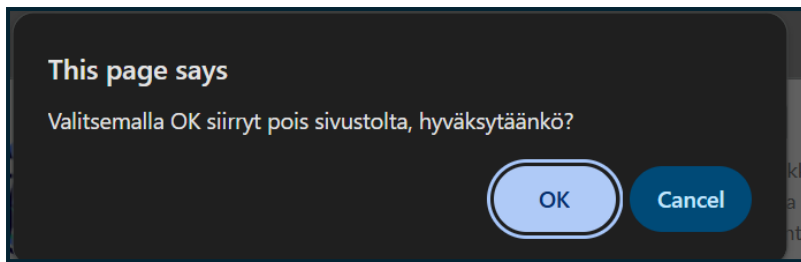 This page says
Valitsemalla OK siirryt pois sivustolta, hyväksytäänkö?
OK
Cancel